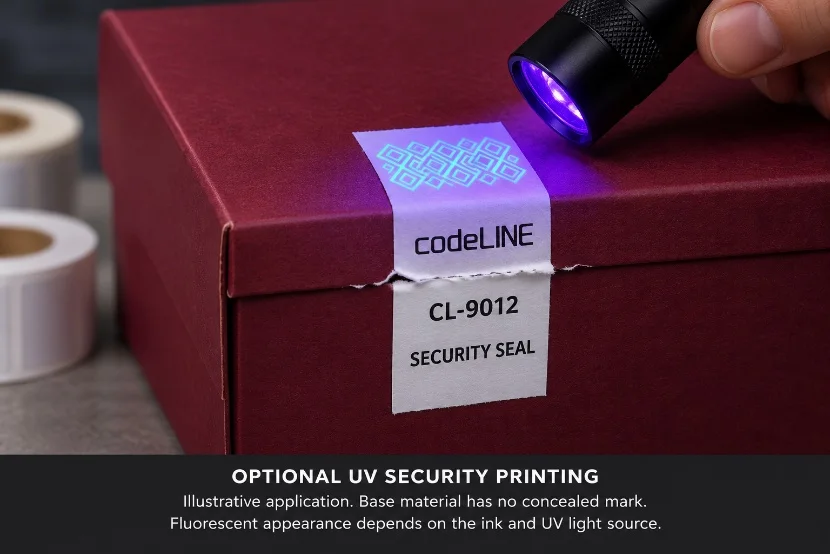 codeLINE
CL-9012
SECURITY SEAL
OPTIONAL UV SECURITY PRINTING
Illustrative application. Base material has no concealed mark.
Fluorescent appearance depends on the ink and UV light source.